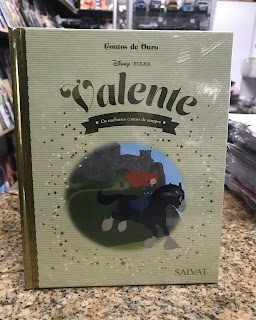 Contos de Ouro
Disney PIXAR
Valente
Os melhores contos de sempre
SALVAT